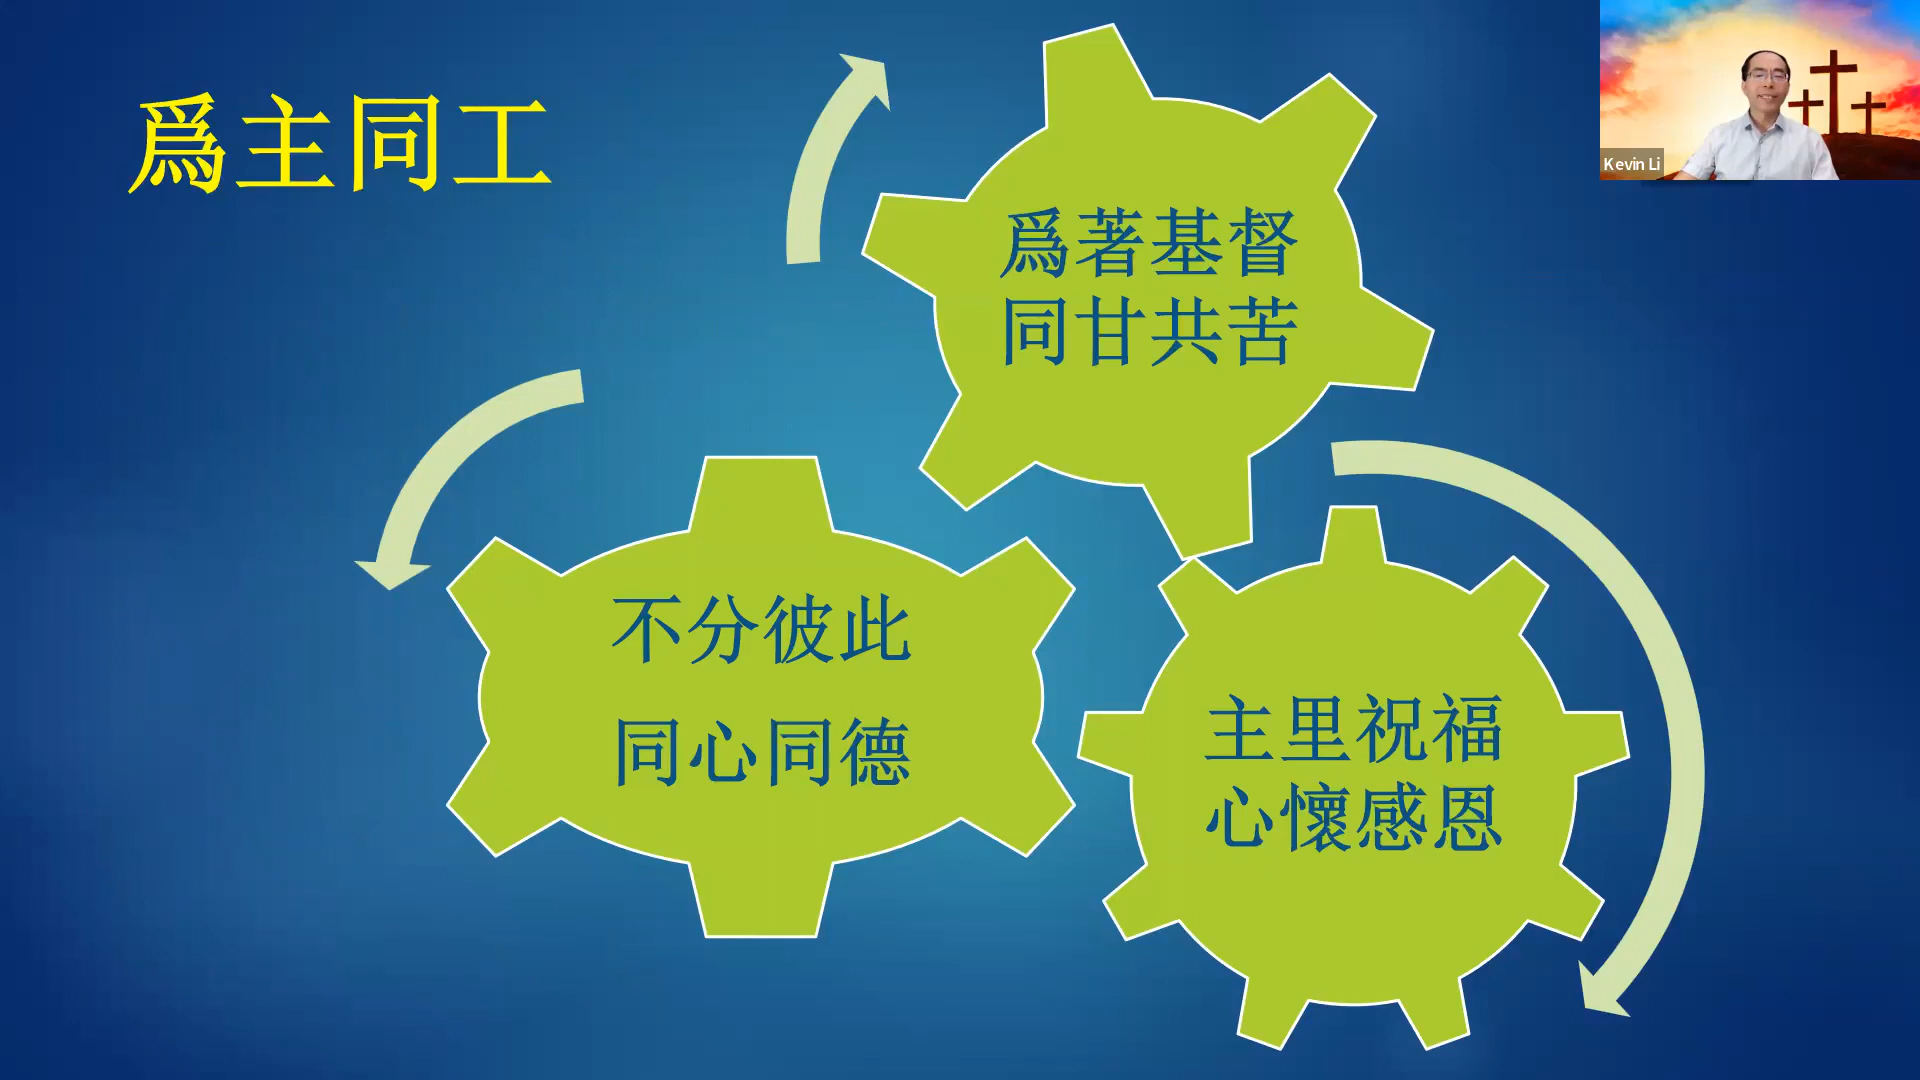 爲主同工
Kevin Li
爲著基督
同甘共苦
不分彼此
同心同德
主里祝福
心懷感恩